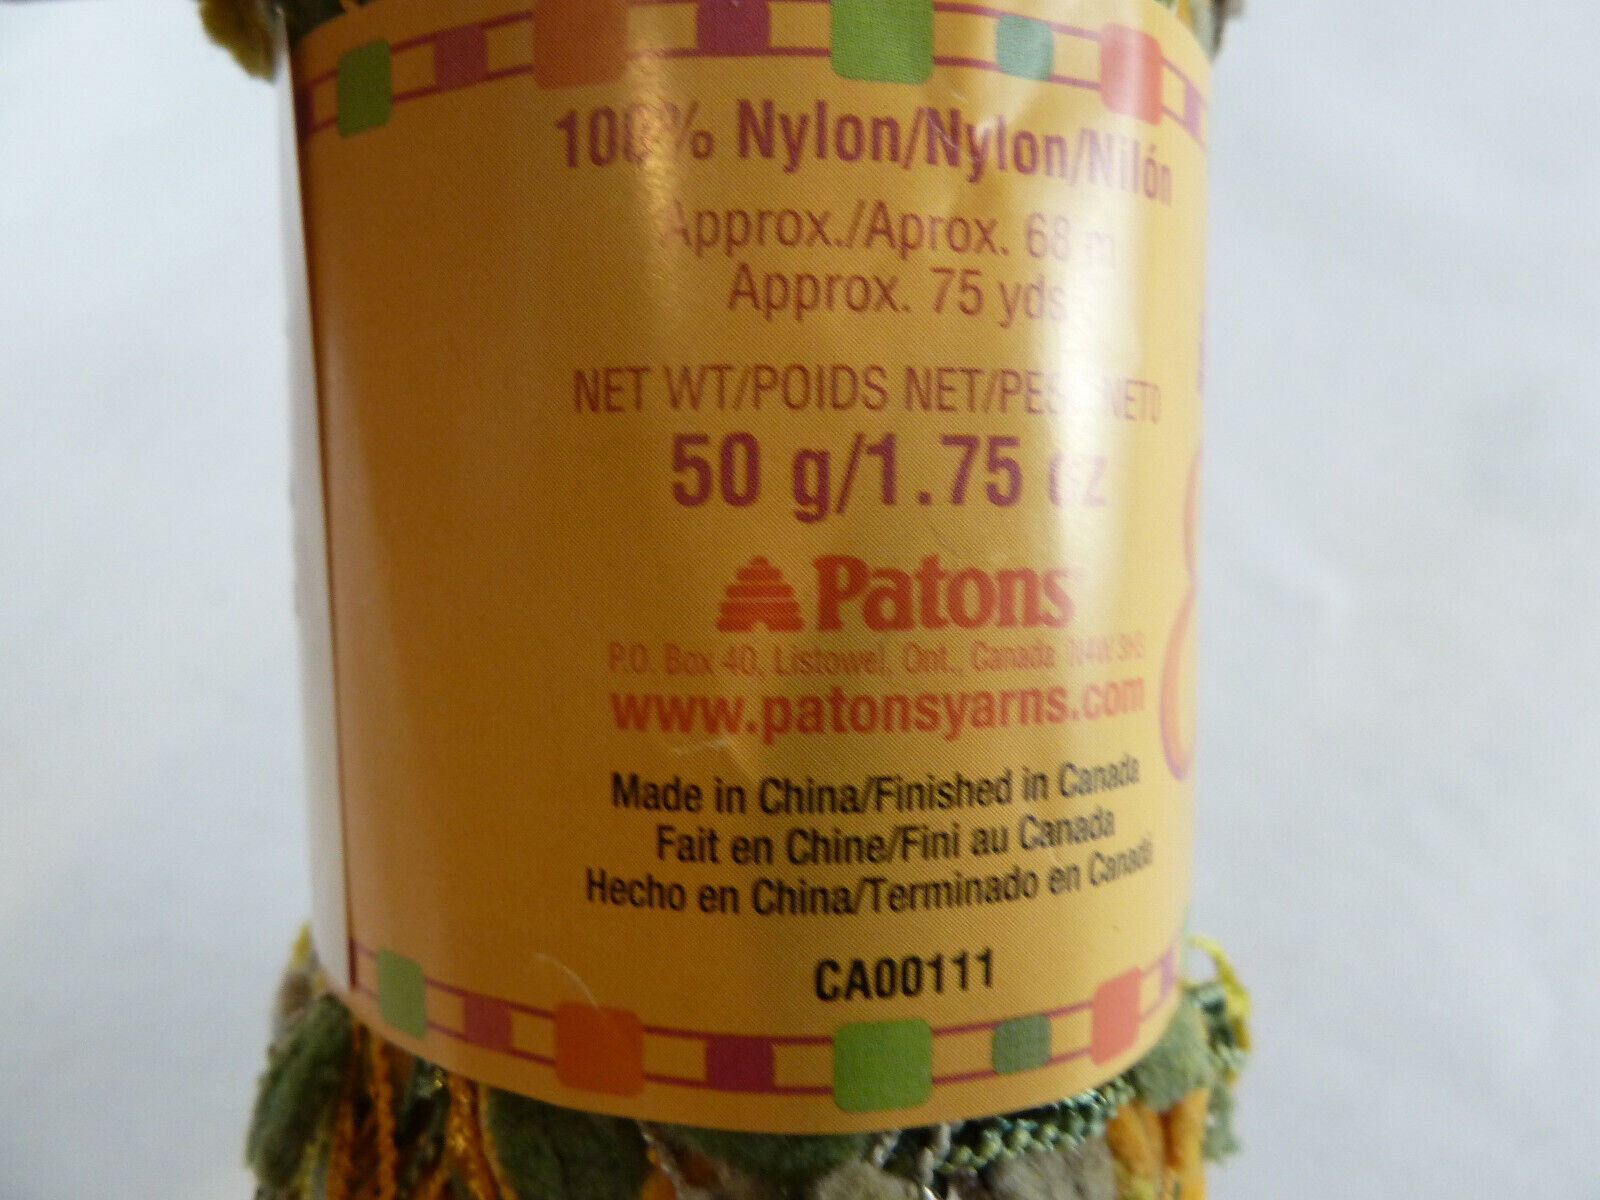 100% Nylon/Nylon/Nilón
Approx./Aprox. 68 m
Approx. 75 yds
NET WT/POIDS NET/PESO NETO
50 g/1.75 oz
Patons
P.O. Box 40, Listowel, Ont., Canada N4W 3H3
www.patonsyarns.com
Made in China/Finished in Canada
Fait en Chine/Fini au Canada
Hecho en China/Terminado en Canadá
CA00111